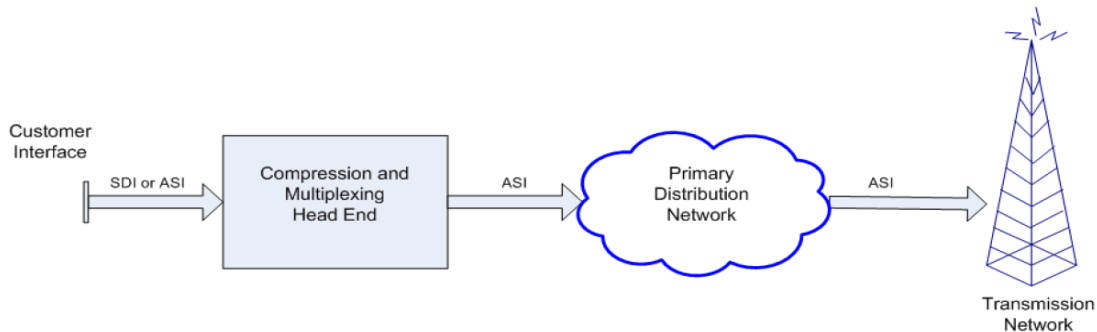 Customer
Interface
SDI or ASI
Compression and
Multiplexing
Head End
ASI
Primary
Distribution
Network
ASI
Transmission
Network